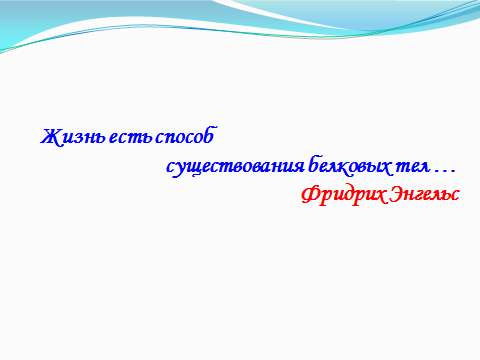 Жизнь есть способ
существования белковых тел …
Фридрих Энгельс